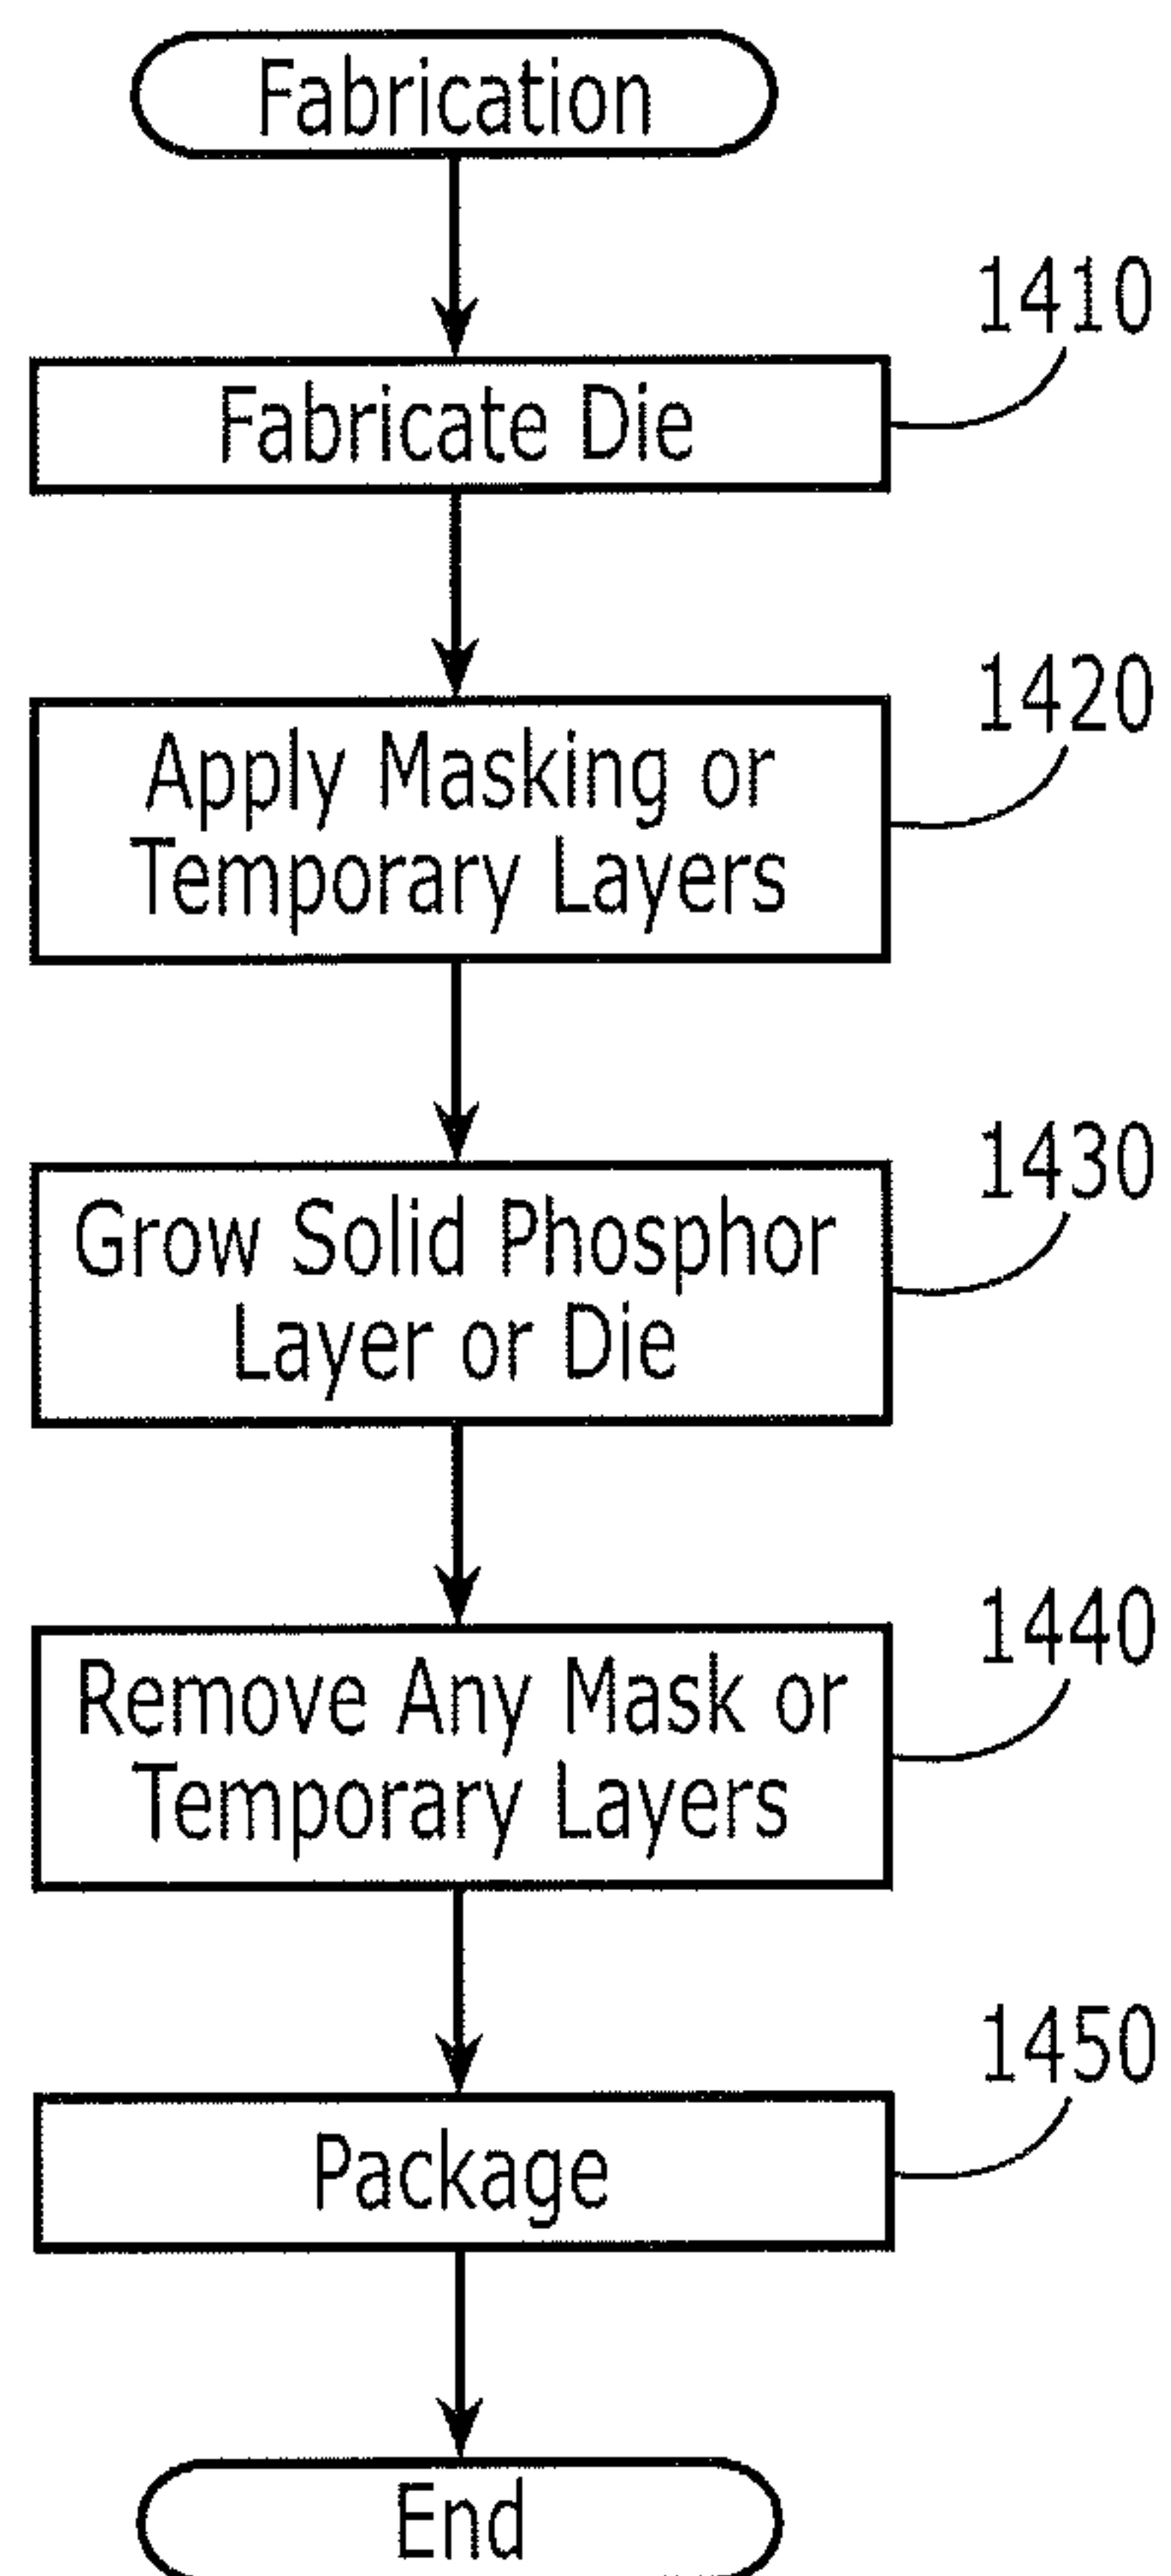 Fabrication
1410
Fabricate Die
1420
Apply Masking or
Temporary Layers
1430
Grow Solid Phosphor
Layer or Die
1440
Remove Any Mask or
Temporary Layers
1450
Package
End